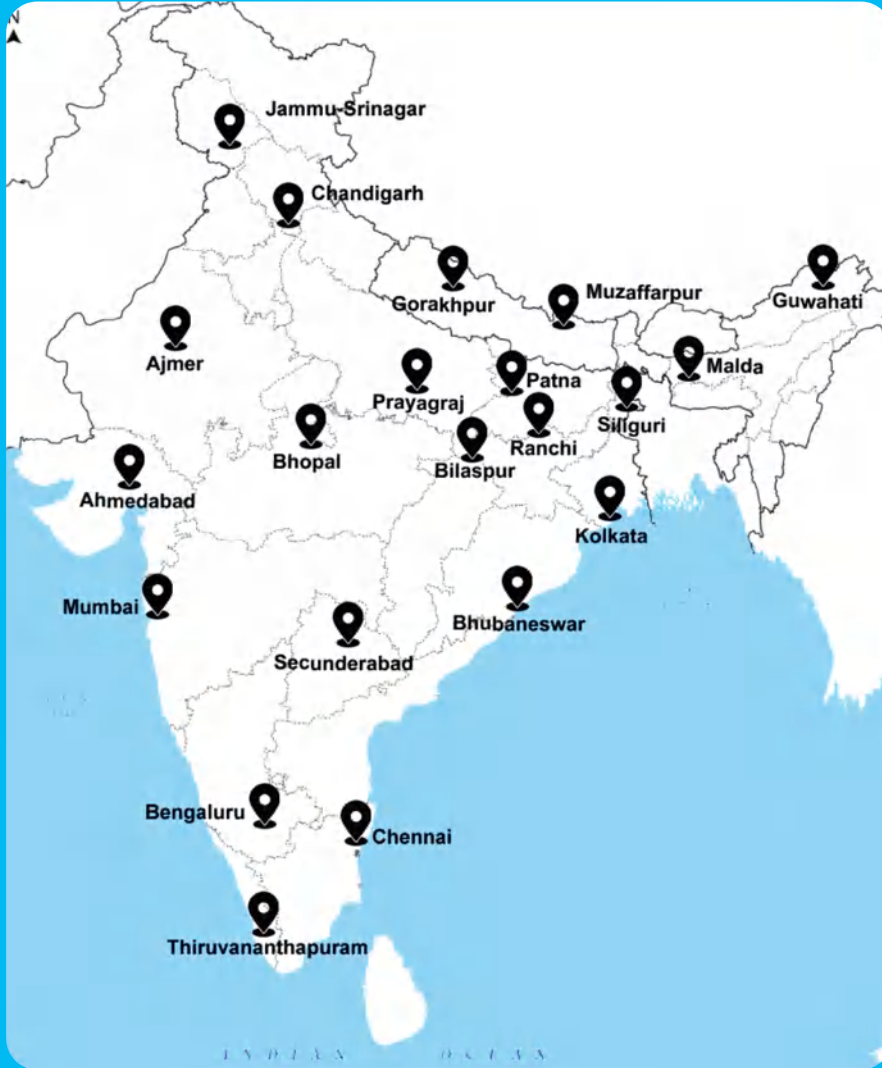 N
Jammu-Srinagar
Chandigarh
Gorakhpur
Muzaffarpur
Guwahati
Ajmer
Prayagraj
Patna
Malda
Siliguri
Bhopal
Ranchi
Bilaspur
Ahmedabad
Kolkata
Mumbai
Bhubaneswar
Secunderabad
Bengaluru
Chennai
Thiruvananthapuram
INDIAN OCEAN